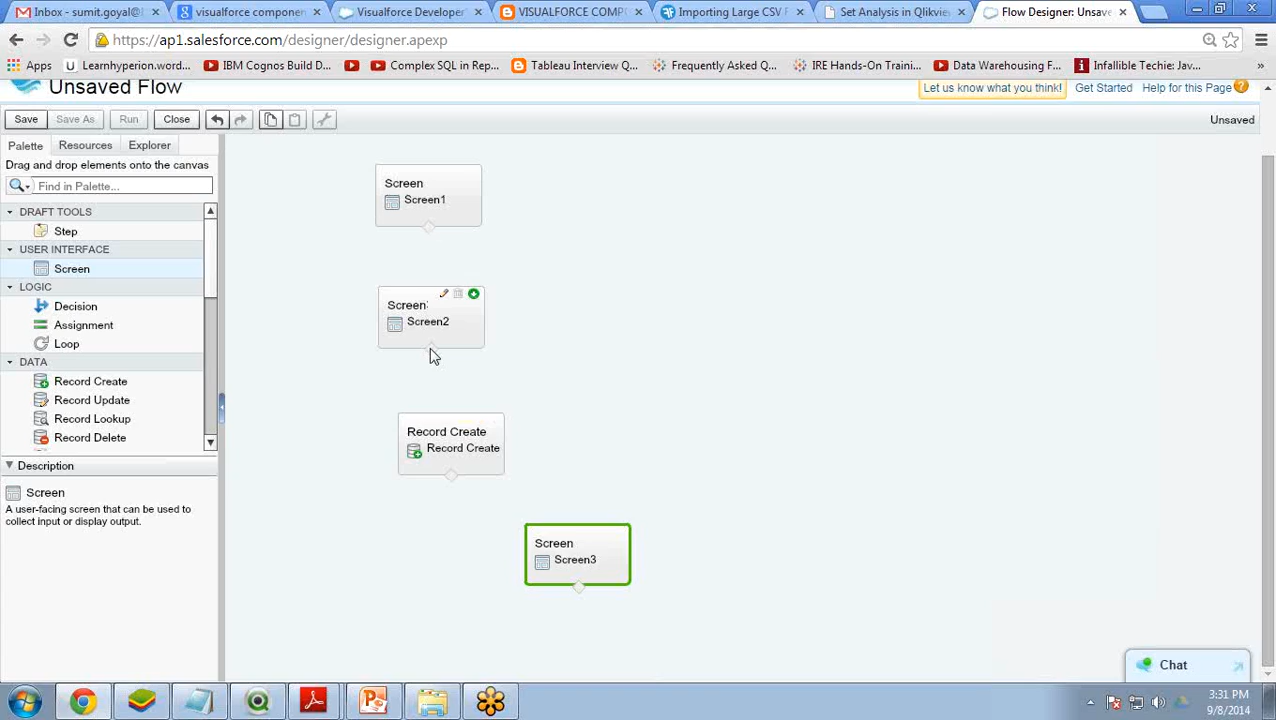 Inbox - sumit.goyal@
visualforce component
Visualforce Developer'
VISUALFORCE COMP
Importing Large CSV F
Set Analysis in Qlikview
Flow Designer: Unsave
https://ap1.salesforce.com/designer/designer.apexp
Apps
Learnhyperion.word...
IBM Cognos Build D...
Complex SQL in Rep...
Tableau Interview Q...
Frequently Asked Q...
IRE Hands-On Traini...
Data Warehousing F...
Infallible Techie: Jav...
Unsaved Flow
Let us know what you think!
Get Started
Help for this Page
Save
Save As
Run
Close
Unsaved
Palette
Resources
Explorer
Drag and drop elements onto the canvas
Find in Palette...
DRAFT TOOLS
Step
USER INTERFACE
Screen
LOGIC
Decision
Assignment
Loop
DATA
Record Create
Record Update
Record Lookup
Record Delete
Description
Screen
A user-facing screen that can be used to
collect input or display output.
Screen
Screen1
Screen
Screen2
Record Create
Record Create
Screen
Screen3
Chat
3:31 PM
9/8/2014